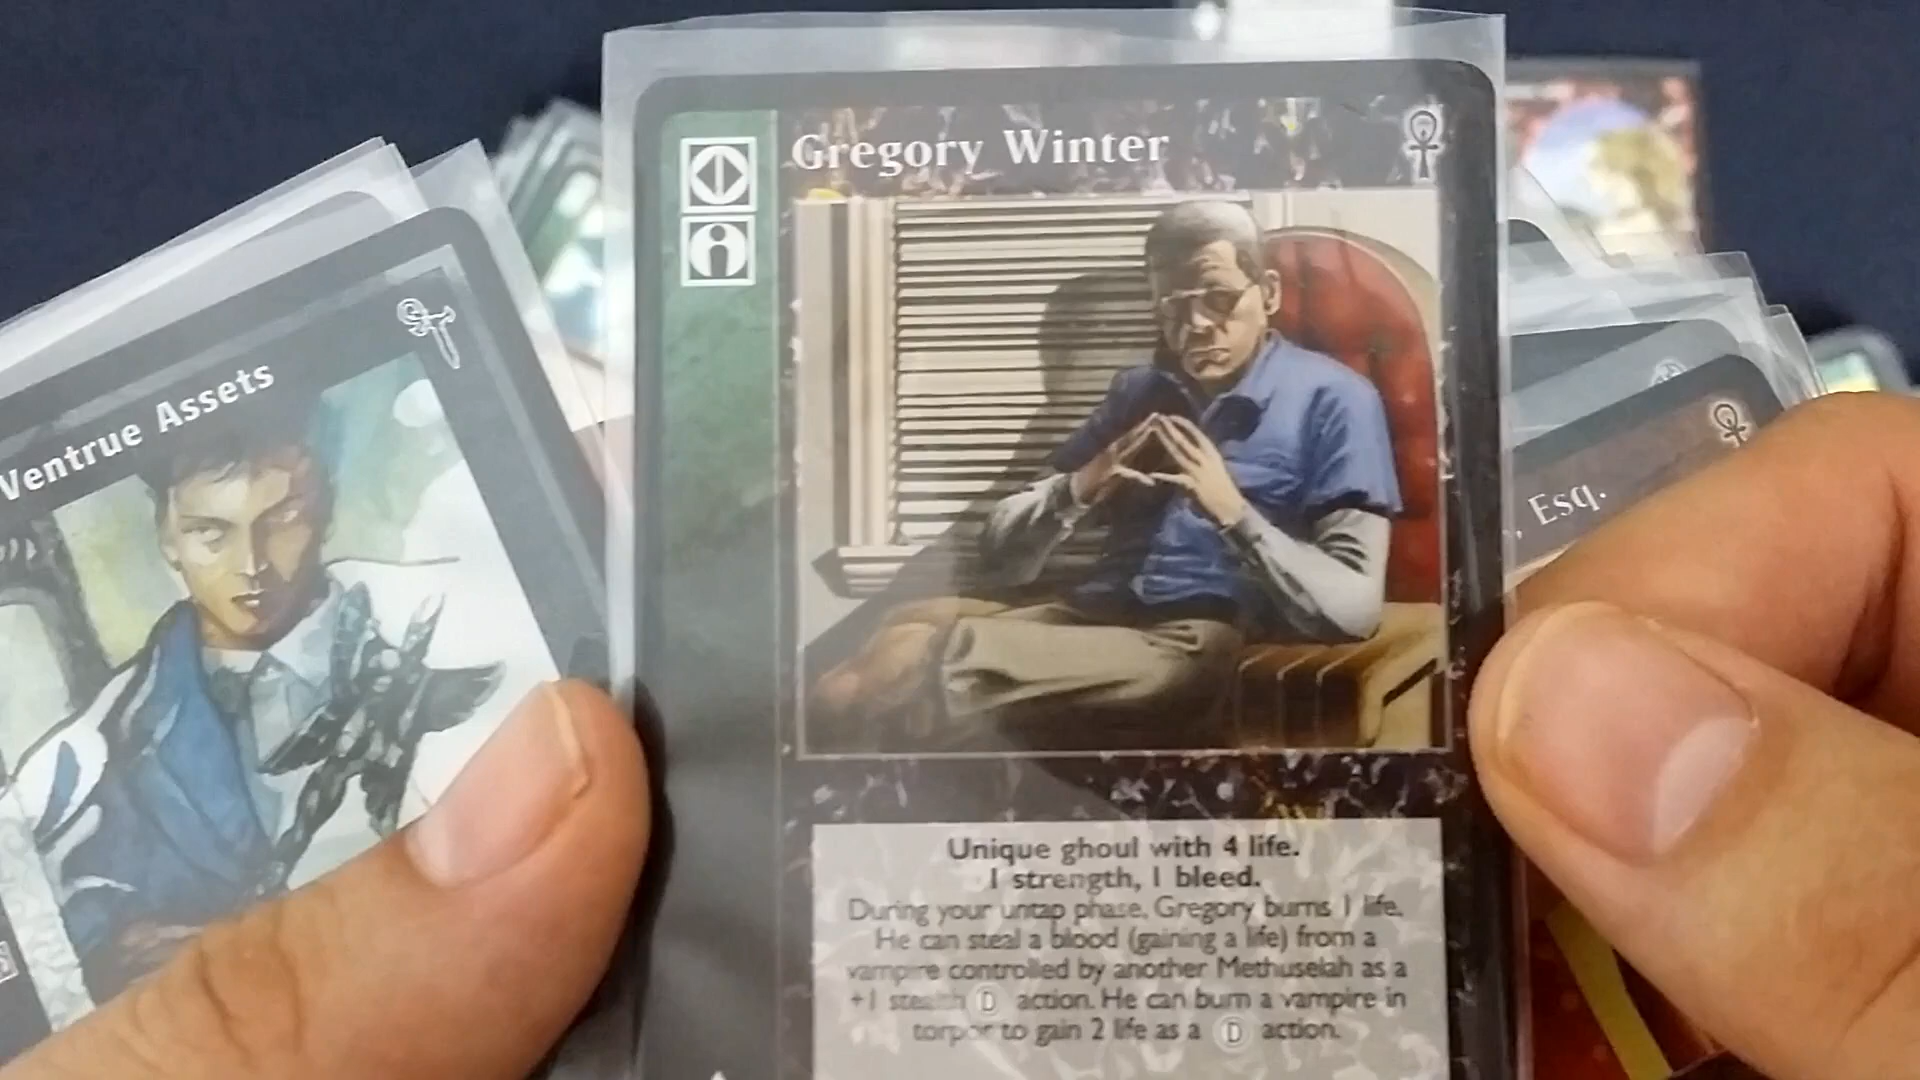 Gregory Winter
Ventrue Assets
, Esq.
Unique ghoul with 4 life.
1 strength, 1 bleed.
During your untap phase, Gregory burns 1 life.
He can steal a blood (gaining a life) from a
vampire controlled by another Methuselah as a
+1 stealth D action. He can burn a vampire in
torpor to gain 2 life as a D action.